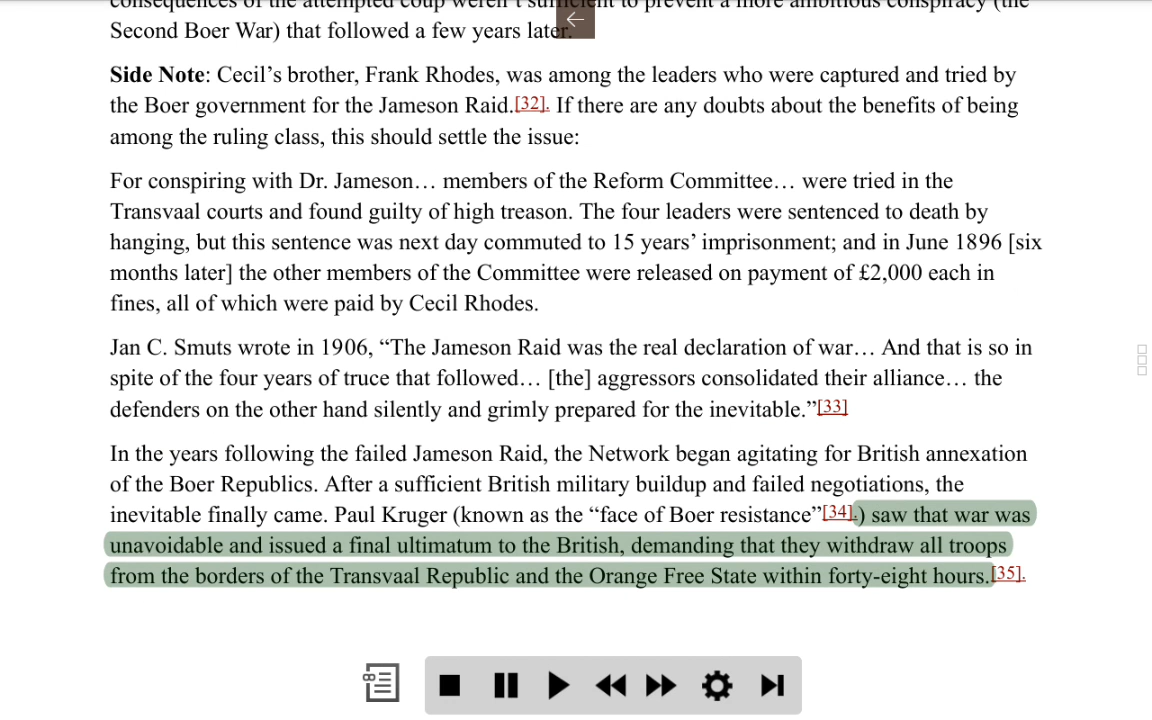 consequences of the attempted coup weren't sufficient to prevent a more ambitious conspiracy (the
Second Boer War) that followed a few years later.
Side Note: Cecil’s brother, Frank Rhodes, was among the leaders who were captured and tried by
the Boer government for the Jameson Raid.[32]. If there are any doubts about the benefits of being
among the ruling class, this should settle the issue:
For conspiring with Dr. Jameson… members of the Reform Committee… were tried in the
Transvaal courts and found guilty of high treason. The four leaders were sentenced to death by
hanging, but this sentence was next day commuted to 15 years’ imprisonment; and in June 1896 [six
months later] the other members of the Committee were released on payment of £2,000 each in
fines, all of which were paid by Cecil Rhodes.
Jan C. Smuts wrote in 1906, “The Jameson Raid was the real declaration of war… And that is so in
spite of the four years of truce that followed… [the] aggressors consolidated their alliance… the
defenders on the other hand silently and grimly prepared for the inevitable.”[33]
In the years following the failed Jameson Raid, the Network began agitating for British annexation
of the Boer Republics. After a sufficient British military buildup and failed negotiations, the
inevitable finally came. Paul Kruger (known as the “face of Boer resistance”[34].) saw that war was
unavoidable and issued a final ultimatum to the British, demanding that they withdraw all troops
from the borders of the Transvaal Republic and the Orange Free State within forty-eight hours.[35].